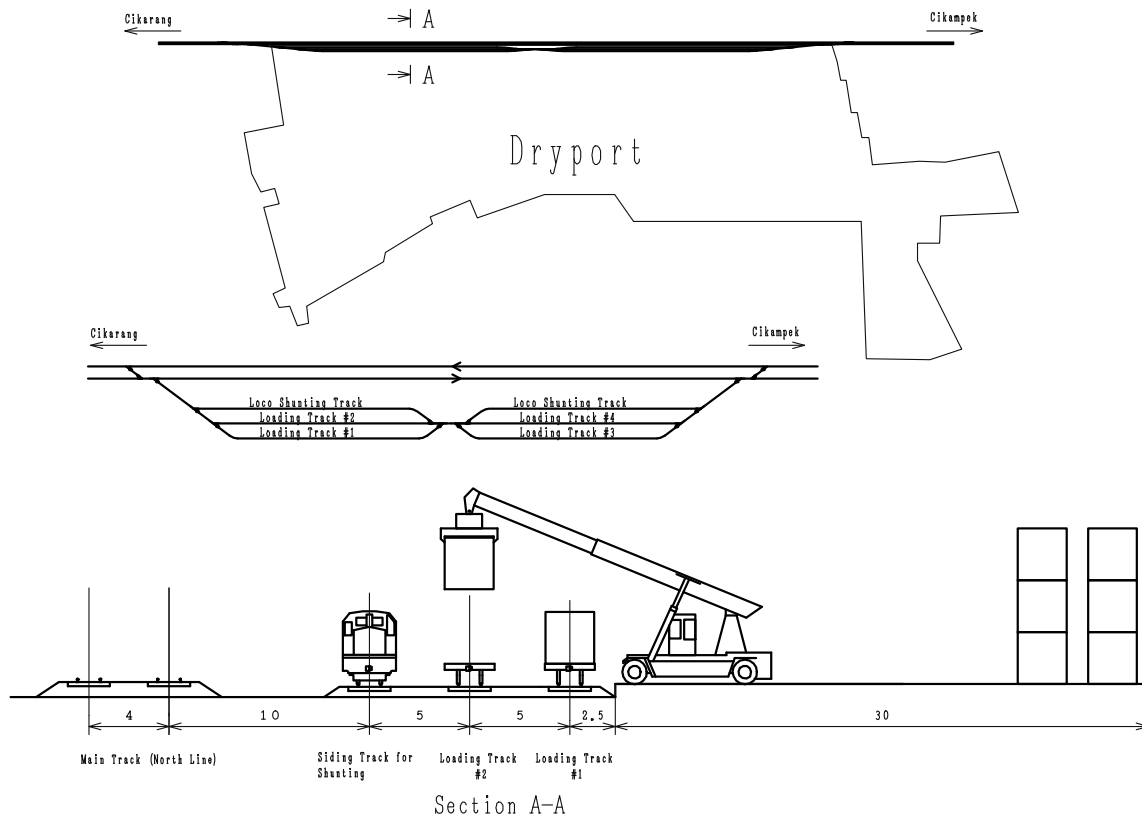 Cikarang
A
Cikampek
A
Dryport
Cikarang
Cikampek
Loco Shunting Track
Loco Shunting Track
Loading Track #2
Loading Track #4
Loading Track #1
Loading Track #3
4
10
5
5
2.5
30
Main Track (North Line)
Siding Track for
Shunting
Loading Track
#2
Loading Track
#1
Section A-A